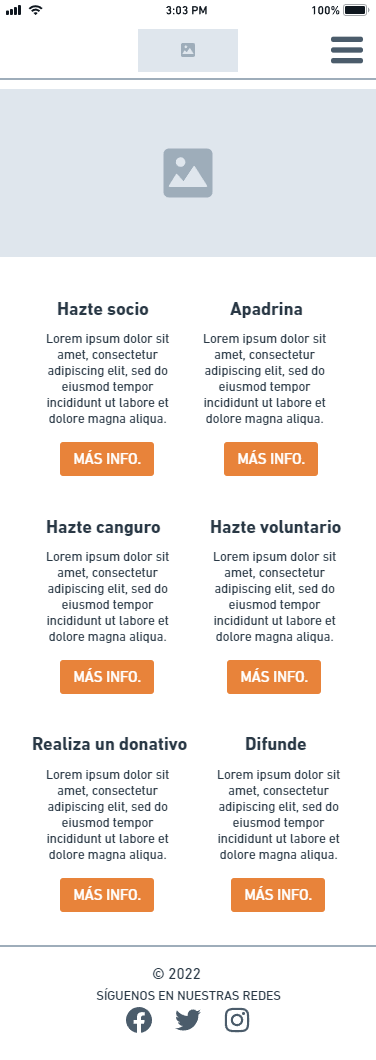 3:03 PM
100%
Hazte socio
Lorem ipsum dolor sit
amet, consectetur
adipiscing elit, sed do
eiusmod tempor
incididunt ut labore et
dolore magna aliqua.
MÁS INFO.
Apadrina
Lorem ipsum dolor sit
amet, consectetur
adipiscing elit, sed do
eiusmod tempor
incididunt ut labore et
dolore magna aliqua.
MÁS INFO.
Hazte canguro
Lorem ipsum dolor sit
amet, consectetur
adipiscing elit, sed do
eiusmod tempor
incididunt ut labore et
dolore magna aliqua.
MÁS INFO.
Hazte voluntario
Lorem ipsum dolor sit
amet, consectetur
adipiscing elit, sed do
eiusmod tempor
incididunt ut labore et
dolore magna aliqua.
MÁS INFO.
Realiza un donativo
Lorem ipsum dolor sit
amet, consectetur
adipiscing elit, sed do
eiusmod tempor
incididunt ut labore et
dolore magna aliqua.
MÁS INFO.
Difunde
Lorem ipsum dolor sit
amet, consectetur
adipiscing elit, sed do
eiusmod tempor
incididunt ut labore et
dolore magna aliqua.
MÁS INFO.
© 2022
SÍGUENOS EN NUESTRAS REDES